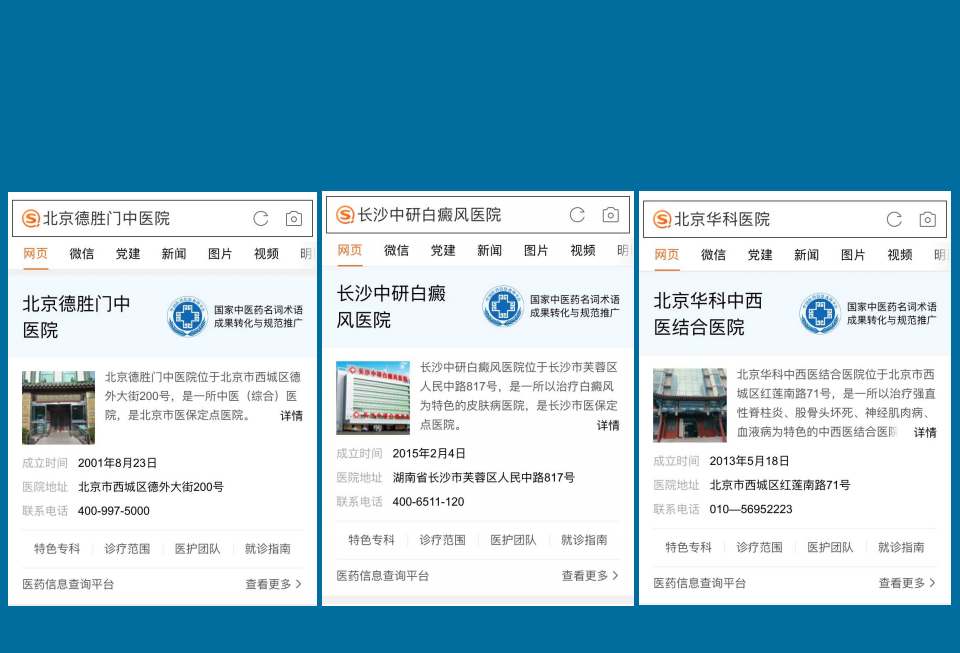 北京德胜门中医院
网页 微信 党建 新闻 图片 视频 明
北京德胜门中
医院
国家中医药名词术语
成果转化与规范推广
北京德胜门中医院位于北京市西城区德
外大街200号，是一所中医（综合）医
院，是北京市医保定点医院。 详情
成立时间 2001年8月23日
医院地址 北京市西城区德外大街200号
联系电话 400-997-5000
特色专科 诊疗范围 医护团队 就诊指南
医药信息查询平台 查看更多
长沙中研白癜风医院
网页 微信 党建 新闻 图片 视频 明
长沙中研白癜
风医院
国家中医药名词术语
成果转化与规范推广
长沙中研白癜风医院
长沙中研白癜风医院位于长沙市芙蓉区
人民中路817号，是一所以治疗白癜风
为特色的皮肤病医院，是长沙市医保定
点医院。 详情
成立时间 2015年2月4日
医院地址 湖南省长沙市芙蓉区人民中路817号
联系电话 400-6511-120
特色专科 诊疗范围 医护团队 就诊指南
医药信息查询平台 查看更多
北京华科医院
网页 微信 党建 新闻 图片 视频 明
北京华科中西
医结合医院
国家中医药名词术语
成果转化与规范推广
北京华科中西医结合医院位于北京市西
城区红莲南路71号，是一所以治疗强直
性脊柱炎、股骨头坏死、神经肌肉病、
血液病为特色的中西医结合医院 详情
成立时间 2013年5月18日
医院地址 北京市西城区红莲南路71号
联系电话 010—56952223
特色专科 诊疗范围 医护团队 就诊指南
医药信息查询平台 查看更多